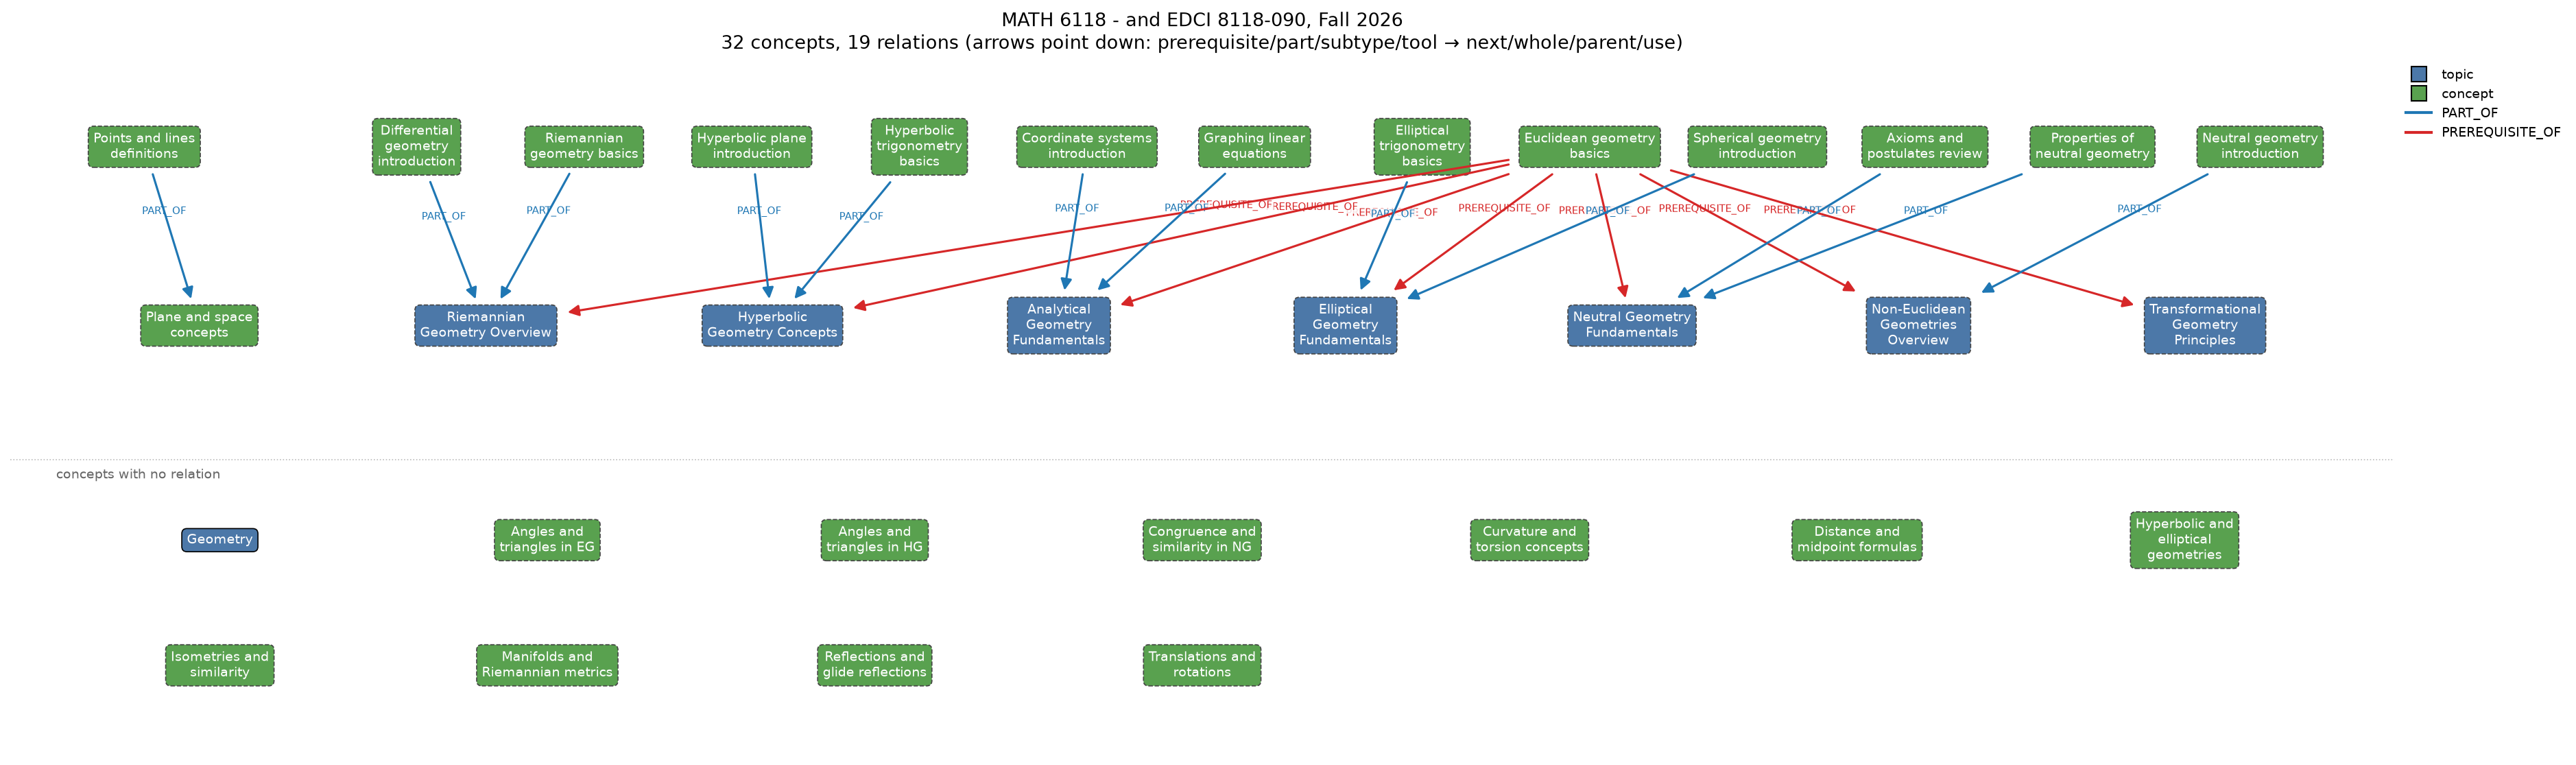 MATH 6118 - and EDCI 8118-090, Fall 2026
32 concepts, 19 relations (arrows point down: prerequisite/part/subtype/tool → next/whole/parent/use)
topic
concept
PART_OF
PREREQUISITE_OF
Points and lines
definitions
Differential
geometry
introduction
Riemannian
geometry basics
Hyperbolic plane
introduction
Hyperbolic
trigonometry
basics
Coordinate systems
introduction
Graphing linear
equations
Elliptical
trigonometry
basics
Euclidean geometry
basics
Spherical geometry
introduction
Axioms and
postulates review
Properties of
neutral geometry
Neutral geometry
introduction
PART_OF
PART_OF
PART_OF
PART_OF
PART_OF
PART_OF
PART_OF
PREREQUISITE_OF
PREREQUISITE_OF
PART_OF
PREREQUISITE_OF
PART_OF
PREREQUISITE_OF
PART_OF
PART_OF
PART_OF
Plane and space
concepts
Riemannian
Geometry Overview
Hyperbolic
Geometry Concepts
Analytical
Geometry
Fundamentals
Elliptical
Geometry
Fundamentals
Neutral Geometry
Fundamentals
Non-Euclidean
Geometries
Overview
Transformational
Geometry
Principles
concepts with no relation
Geometry
Angles and
triangles in EG
Angles and
triangles in HG
Congruence and
similarity in NG
Curvature and
torsion concepts
Distance and
midpoint formulas
Hyperbolic and
elliptical
geometries
Isometries and
similarity
Manifolds and
Riemannian metrics
Reflections and
glide reflections
Translations and
rotations